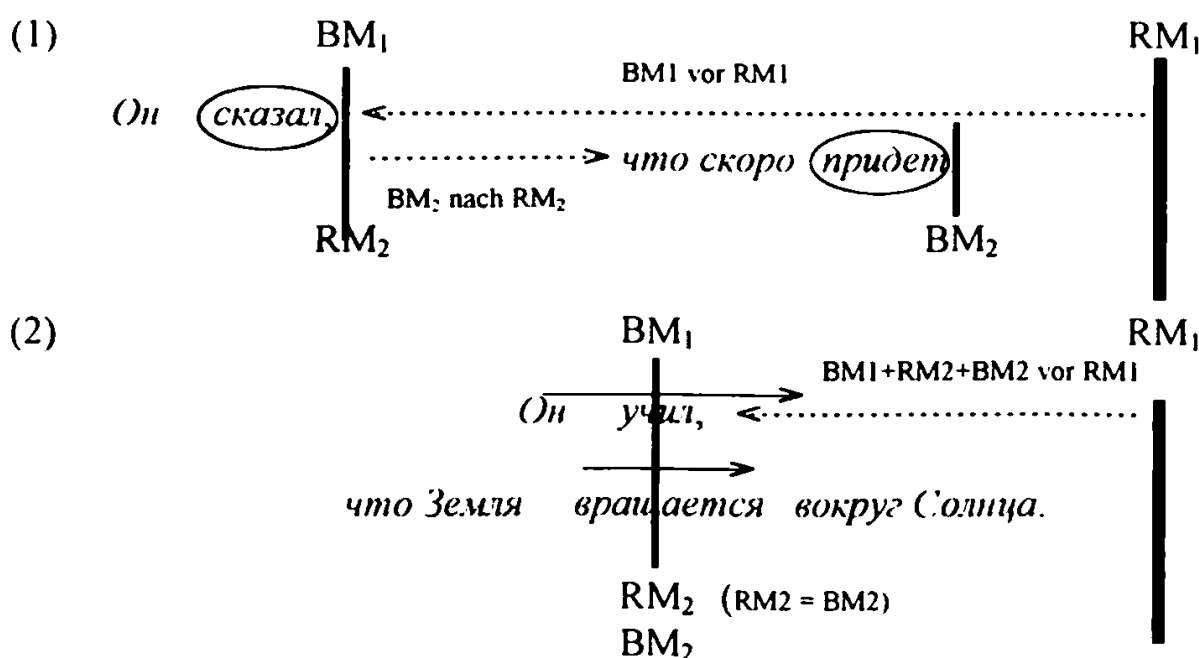 (1) BM₁ RM₁
BM1 vor RM1
Он сказал,
что скоро придет
BM₂ nach RM₂
RM₂ BM₂
(2) BM₁ RM₁
BM1+RM2+BM2 vor RM1
Он учил,
что Земля вращается вокруг Солнца.
RM₂ (RM2 = BM2)
BM₂